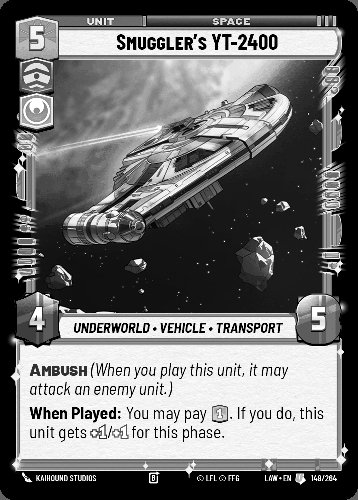 UNIT
SPACE
5
SMUGGLER'S YT-2400
4
UNDERWORLD • VEHICLE • TRANSPORT
5
AMBUSH (When you play this unit, it may
attack an enemy unit.)
When Played: You may pay 1. If you do, this
unit gets +1/+1 for this phase.
KAIHOUND STUDIOS
© LFL © FFG
LAW • EN
148/264